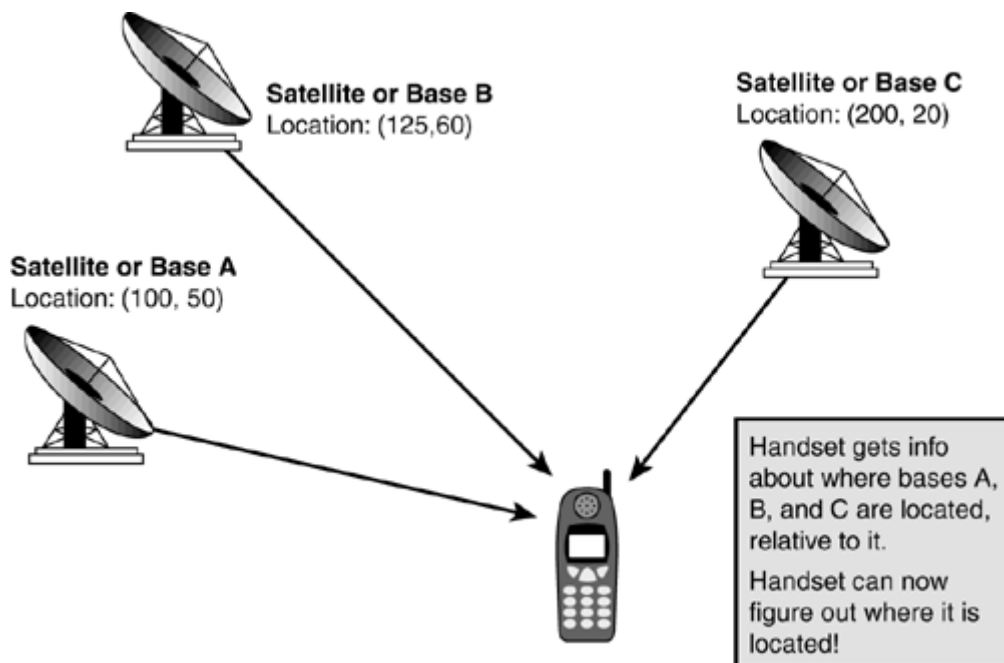 Satellite or Base B
Location: (125,60)
Satellite or Base C
Location: (200, 20)
Satellite or Base A
Location: (100, 50)
Handset gets info
about where bases A,
B, and C are located,
relative to it.
Handset can now
figure out where it is
located!